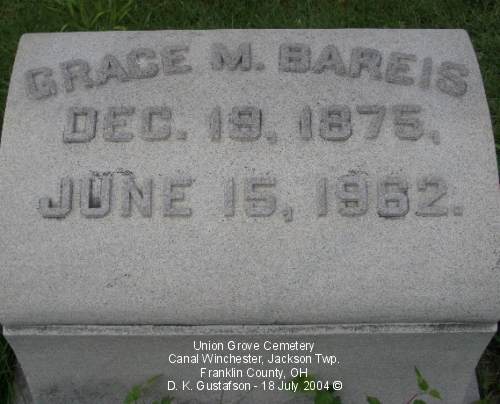 GRACE M. BAREIS
DEC. 19, 1875,
JUNE 15, 1962.
Union Grove Cemetery
Canal Winchester, Jackson Twp.
Franklin County, OH
D. K. Gustafson - 18 July 2004 ©